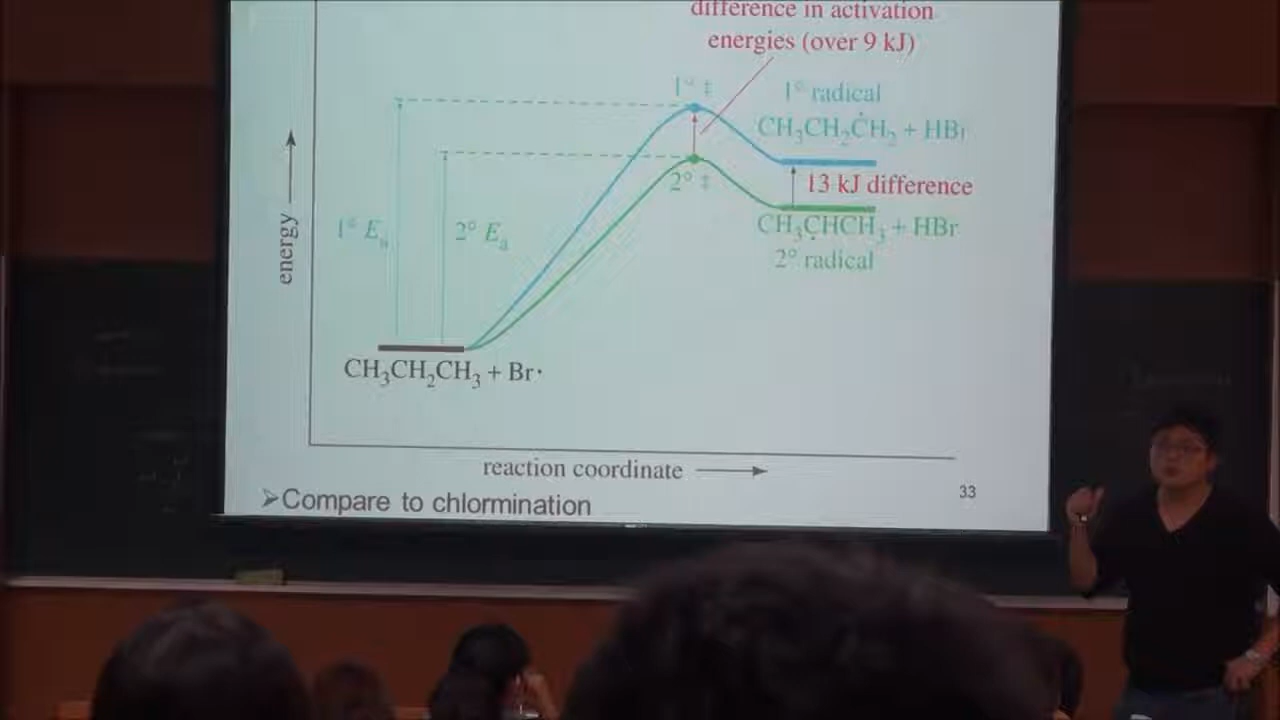 difference in activation
energies (over 9 kJ)
1° ‡
1° radical
CH₃CH₂ĊH₂ + HBr
2° ‡
13 kJ difference
1° Eₐ
2° Eₐ
CH₃ĊHCH₃ + HBr
2° radical
energy
CH₃CH₂CH₃ + Br·
reaction coordinate
33
➢Compare to chlormination